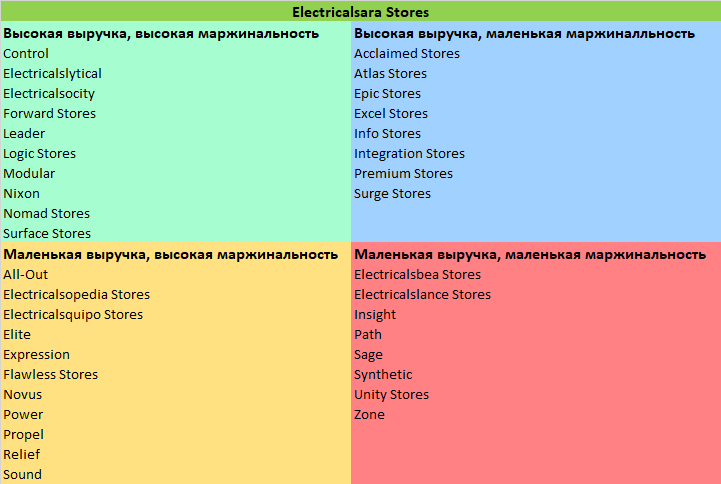 Electricalsara Stores
Высокая выручка, высокая маржинальность
Control
Electricalslytical
Electricalsocity
Forward Stores
Leader
Logic Stores
Modular
Nixon
Nomad Stores
Surface Stores
Высокая выручка, маленькая маржиналльность
Acclaimed Stores
Atlas Stores
Epic Stores
Excel Stores
Info Stores
Integration Stores
Premium Stores
Surge Stores
Маленькая выручка, высокая маржинальность
All-Out
Electricalsopedia Stores
Electricalsquipo Stores
Elite
Expression
Flawless Stores
Novus
Power
Propel
Relief
Sound
Маленькая выручка, маленькая маржинальность
Electricalsbea Stores
Electricalslance Stores
Insight
Path
Sage
Synthetic
Unity Stores
Zone